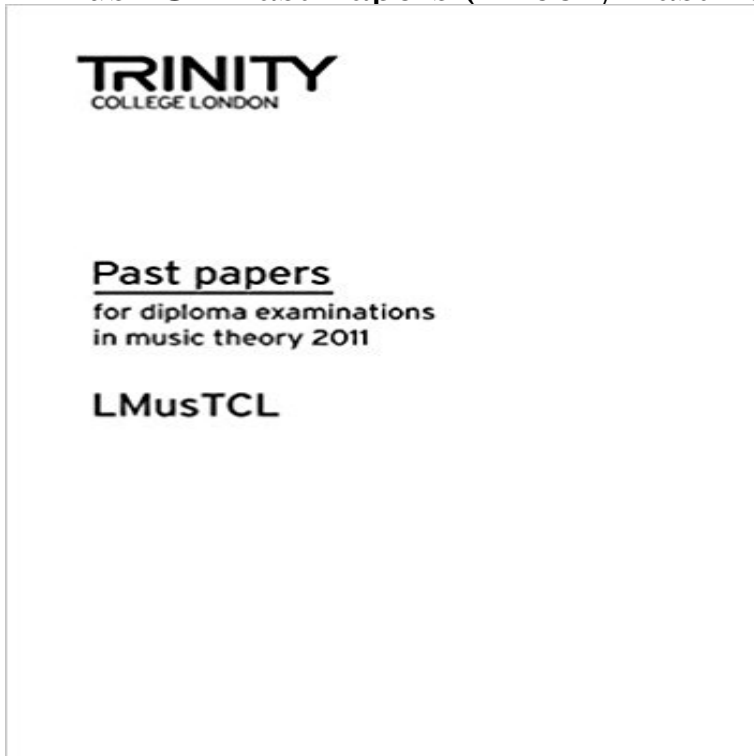 TRINITY
COLLEGE LONDON
Past papers
for diploma examinations
in music theory 2011
LMusTCL